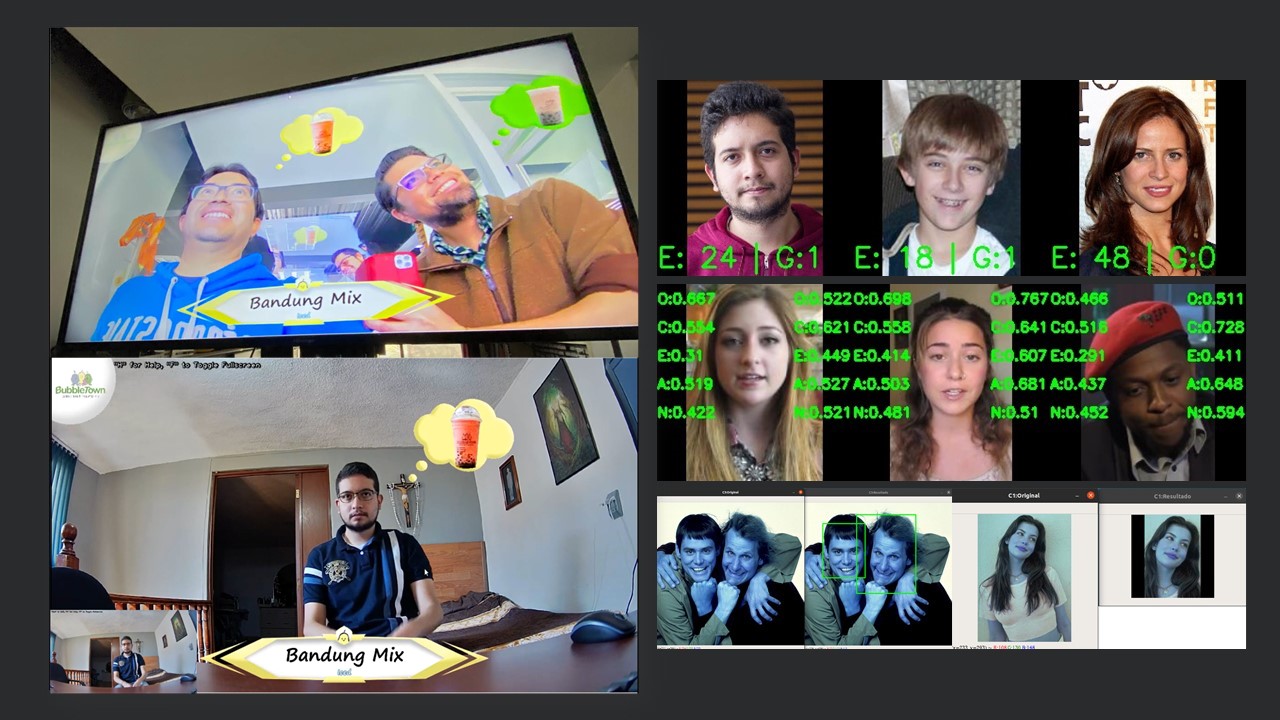 Bandung Mix
Iced
"H" for Help, "F" to Toggle Fullscreen
BubbleTown
Bandung Mix
Iced
E: 24 | G:1
E: 18 | G:1
E: 48 | G:0
O:0.667
C:0.554
E:0.31
A:0.519
N:0.422
O:0.522
C:0.621
E:0.449
A:0.527
N:0.521
O:0.698
C:0.558
E:0.414
A:0.503
N:0.481
O:0.767
C:0.641
E:0.607
A:0.681
N:0.51
O:0.466
C:0.516
E:0.291
A:0.437
N:0.452
O:0.511
C:0.728
E:0.411
A:0.648
N:0.594
C1:Original
C1:Resultado